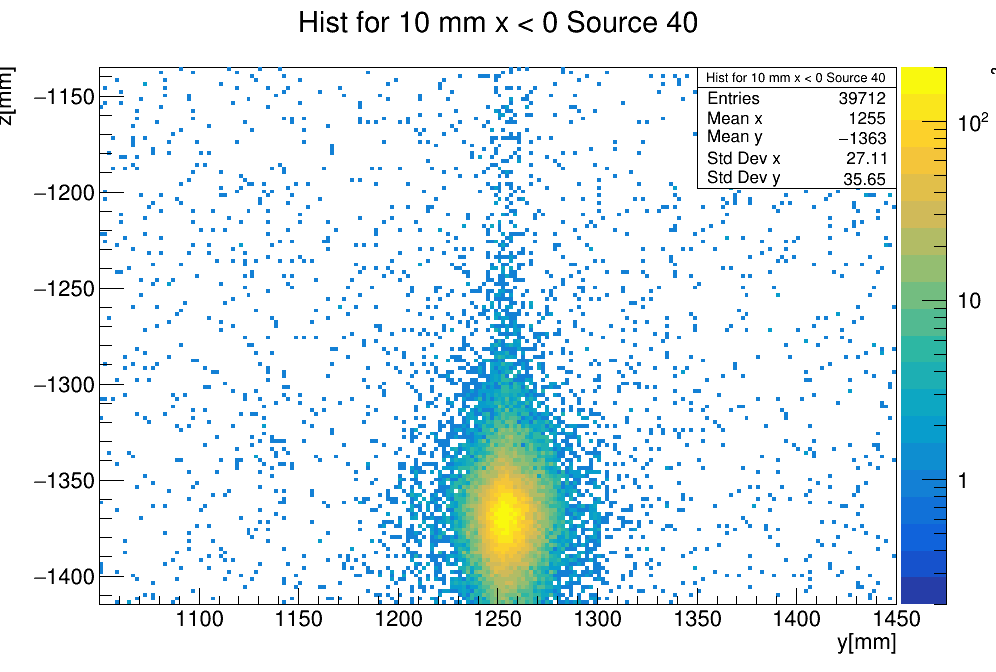 Hist for 10 mm x < 0 Source 40
z[mm]
−1150
−1200
−1250
−1300
−1350
−1400
1100
1150
1200
1250
1300
1350
1400
1450
y[mm]
Hist for 10 mm x < 0 Source 40
Entries 39712
Mean x 1255
Mean y −1363
Std Dev x 27.11
Std Dev y 35.65
10²
10
1